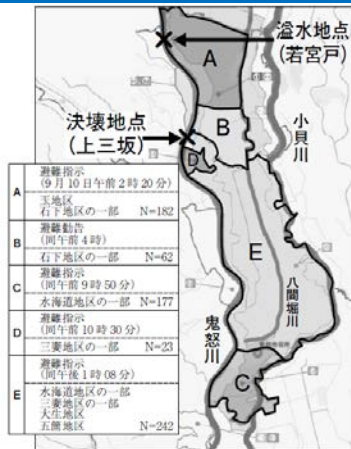 溢水地点
(若宮戸)
A
決壊地点
(上三坂)
B
小貝川
D
E
八間堀川
鬼怒川
C
A
避難指示
(9月10日午前2時20分)
玉地区
石下地区の一部 N=182
B
避難勧告
(同午前4時)
石下地区の一部 N=62
C
避難指示
(同午前9時50分)
水海道地区の一部 N=177
D
避難指示
(同午前10時30分)
三妻地区の一部 N=23
E
避難指示
(同午後1時08分)
水海道地区の一部
三妻地区の一部
大生地区
五箇地区 N=242